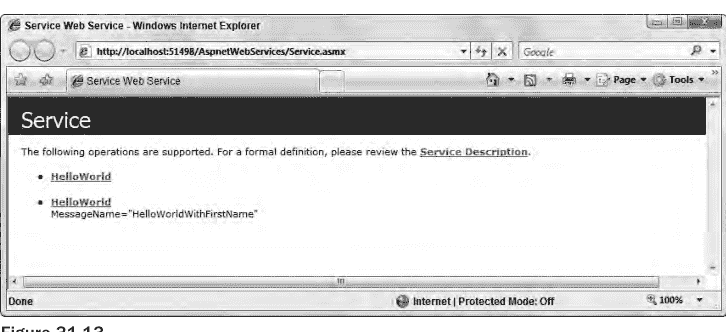 Service Web Service - Windows Internet Explorer
http://localhost:51498/AspnetWebServices/Service.asmx
Google
Service Web Service
Page
Tools
Service
The following operations are supported. For a formal definition, please review the Service Description.
HelloWorld
HelloWorld
MessageName="HelloWorldWithFirstName"
Done
Internet | Protected Mode: Off
100%
Figure 31-13